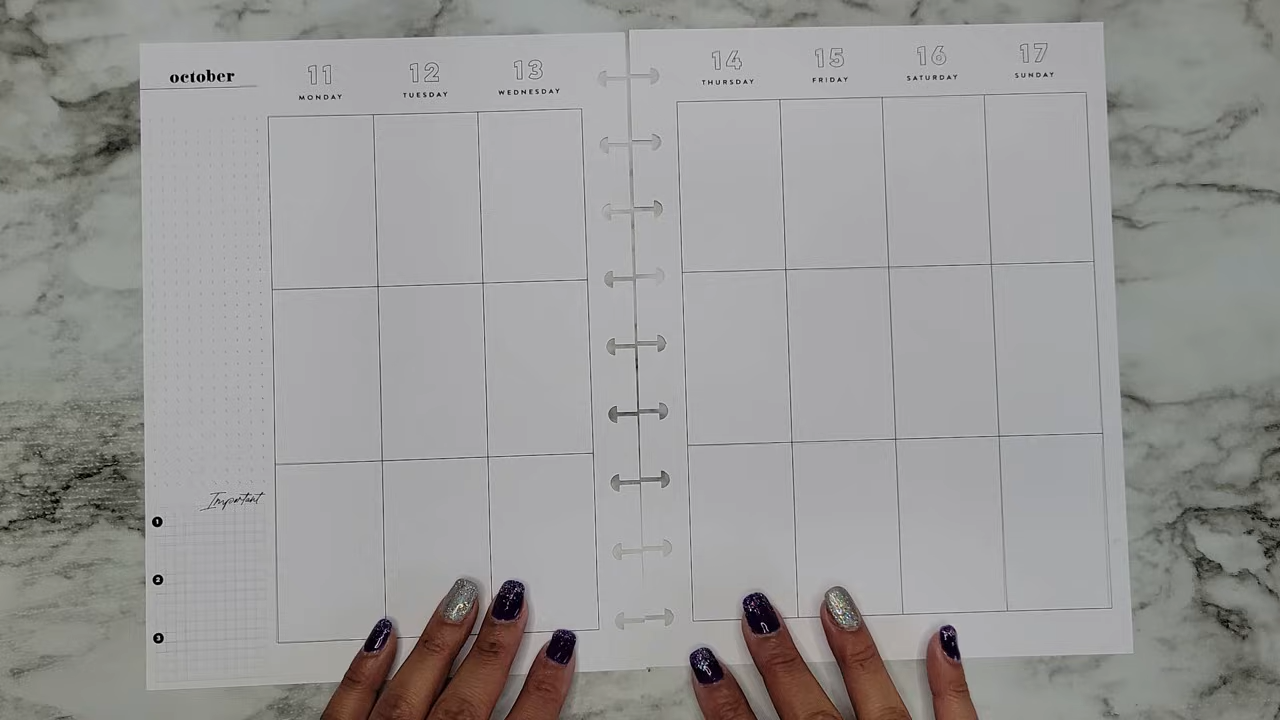 october
11 12 13
MONDAY TUESDAY WEDNESDAY
Important
1
2
3
14 15 16 17
THURSDAY FRIDAY SATURDAY SUNDAY